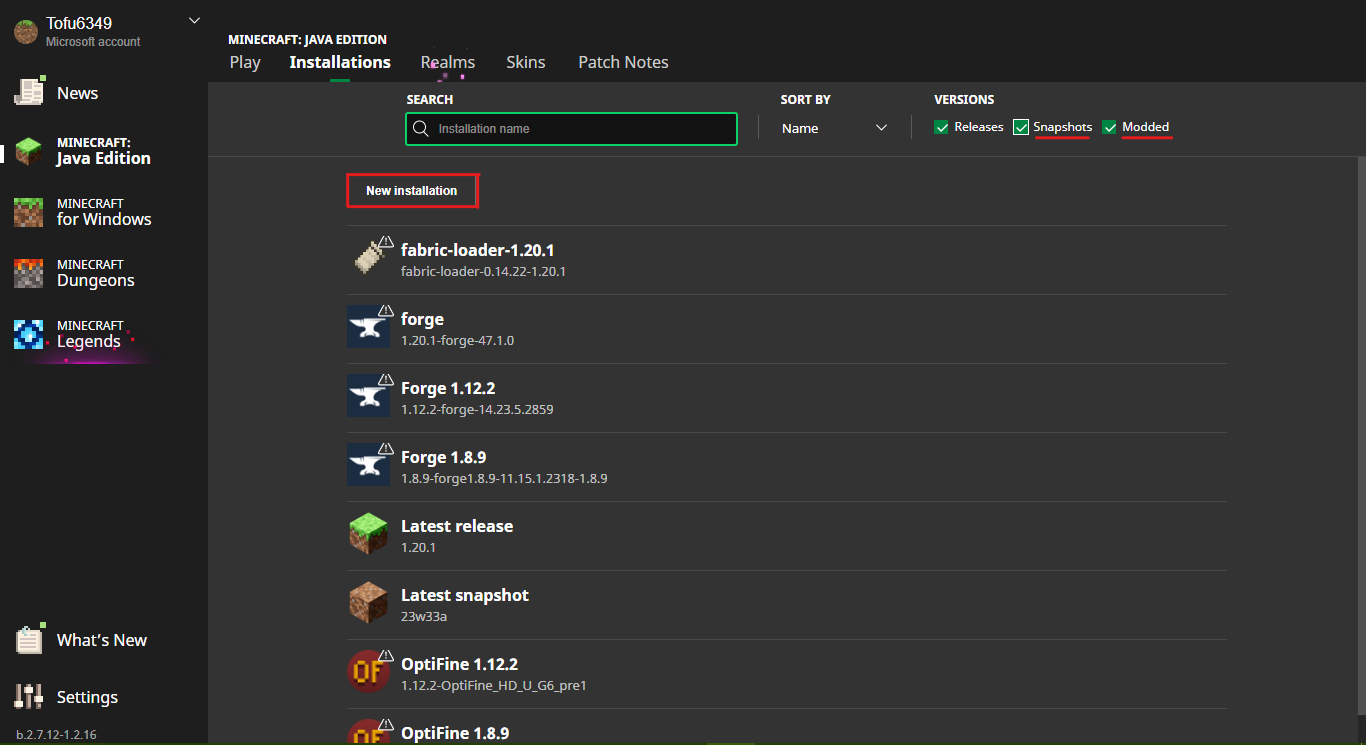 Tofu6349
Microsoft account
News
MINECRAFT:
Java Edition
MINECRAFT
for Windows
MINECRAFT
Dungeons
MINECRAFT
Legends
What's New
Settings
b.2.7.12-1.2.16
MINECRAFT: JAVA EDITION
Play Installations Realms Skins Patch Notes
SEARCH SORT BY VERSIONS
Installation name Name Releases Snapshots Modded
New installation
fabric-loader-1.20.1
fabric-loader-0.14.22-1.20.1
forge
1.20.1-forge-47.1.0
Forge 1.12.2
1.12.2-forge-14.23.5.2859
Forge 1.8.9
1.8.9-forge1.8.9-11.15.1.2318-1.8.9
Latest release
1.20.1
Latest snapshot
23w33a
OF
OptiFine 1.12.2
1.12.2-OptiFine_HD_U_G6_pre1
OF
OptiFine 1.8.9